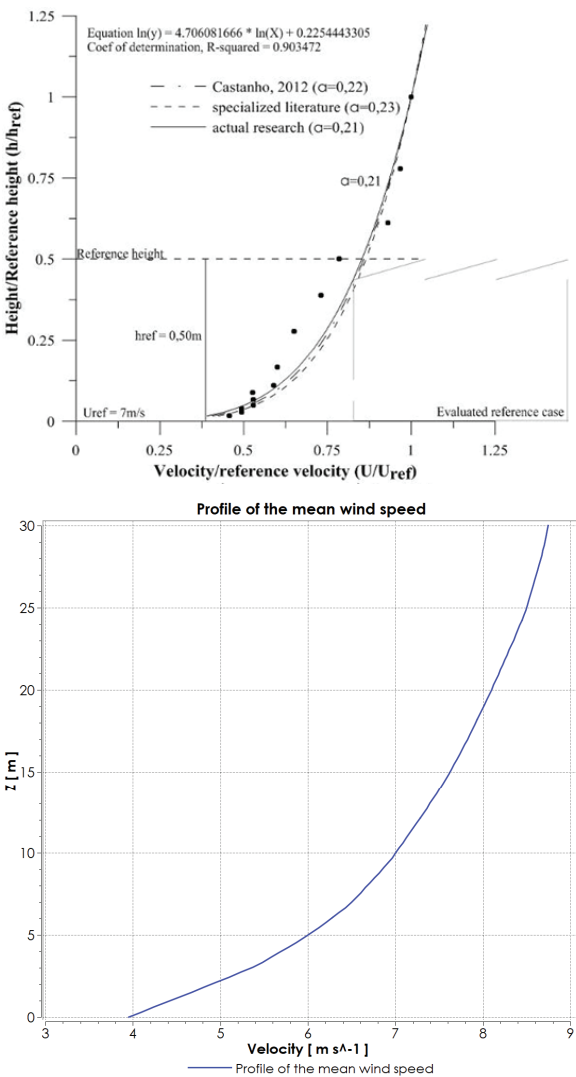 1.25
Equation ln(y) = 4.706081666 * ln(X) + 0.2254443305
Coef of determination, R-squared = 0.903472
Castanho, 2012 (α=0,22)
specialized literature (α=0,23)
actual research (α=0,21)
1
0.75
α=0,21
Reference height
0.5
href = 0,50m
0.25
Uref = 7m/s
Evaluated reference case
0
Height/Reference height (h/href)
0 0.25 0.5 0.75 1 1.25
Velocity/reference velocity (U/Uref)
Profile of the mean wind speed
30
25
20
15
10
5
0
Z [ m ]
3 4 5 6 7 8 9
Velocity [ m s^-1 ]
Profile of the mean wind speed